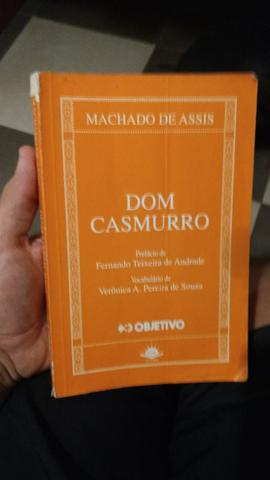 MACHADO DE ASSIS
DOM
CASMURRO
Prefácio de
Fernando Teixeira de Andrade
Vocabulário de
Verônica A. Pereira de Souza
OBJETIVO